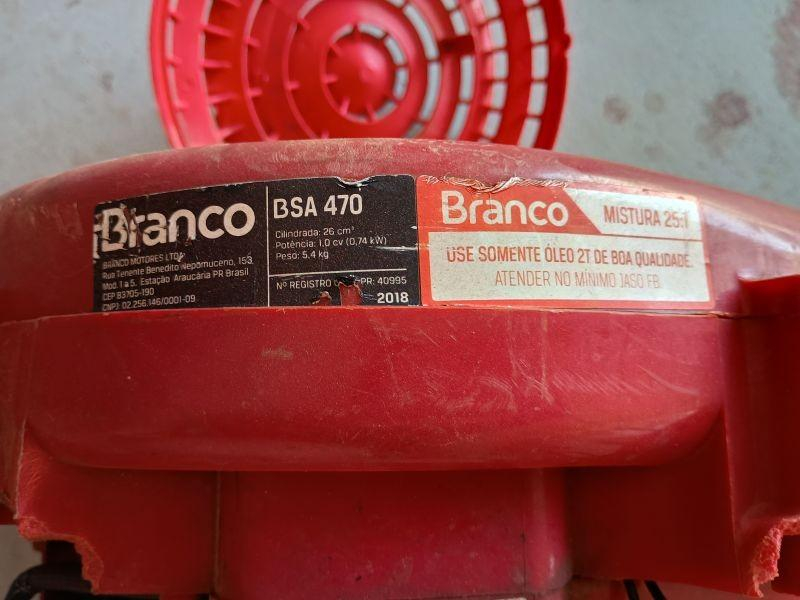 Branco
BRANCO MOTORES LTDA
Rua Tenente Benedito Nepomuceno, 153
Mod. 1 a 5. Estação Araucária PR Brasil
CEP 83705-190
CNPJ: 02.256.146/0001-09
BSA 470
Cilindrada: 26 cm³
Potência: 1,0 cv (0,74 kW)
Peso: 5,4 kg
Nº REGISTRO PR: 40995
2018
Branco
MISTURA 25:1
USE SOMENTE ÓLEO 2T DE BOA QUALIDADE.
ATENDER NO MÍNIMO JASO FB.